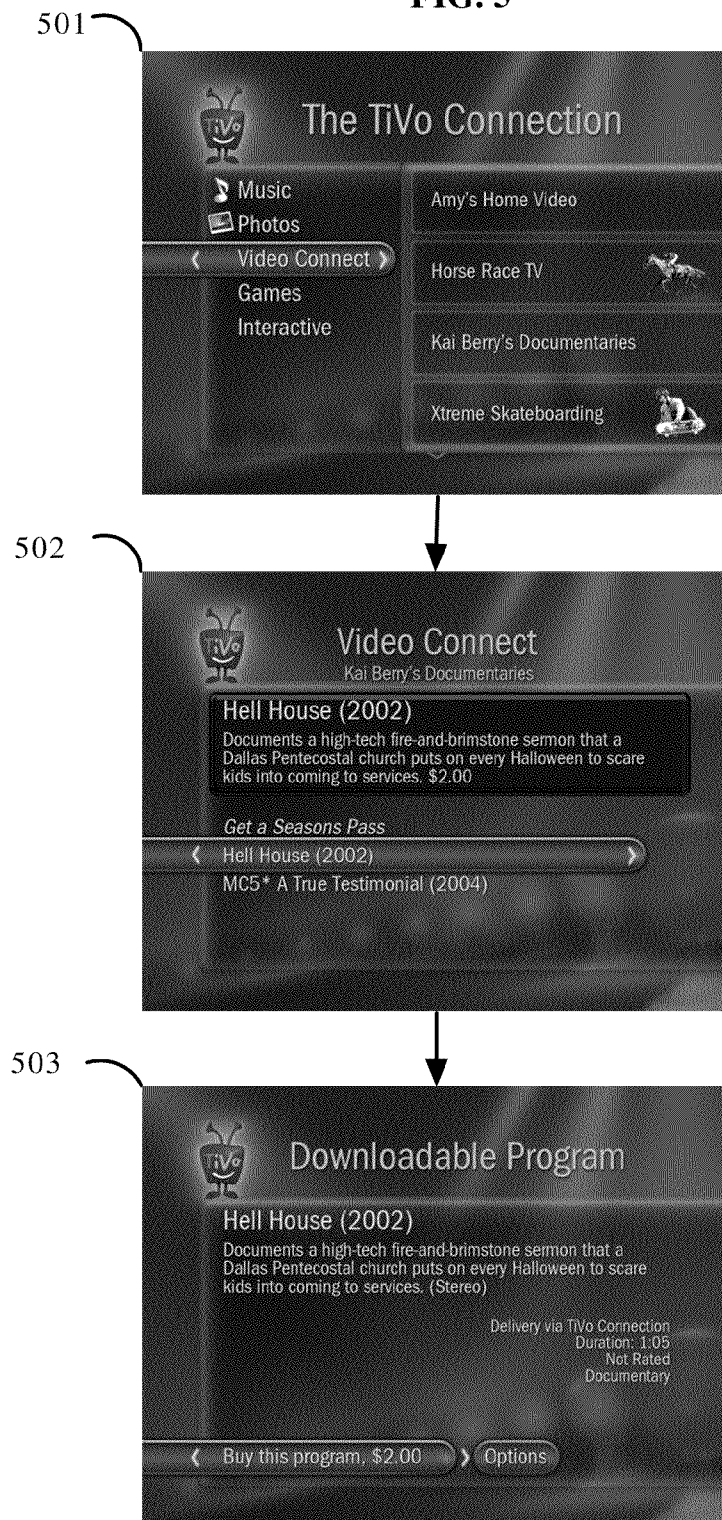 FIG. 5
501
TiVo
The TiVo Connection
Music
Photos
Video Connect
Games
Interactive
Amy's Home Video
Horse Race TV
Kai Berry's Documentaries
Xtreme Skateboarding
502
TiVo
Video Connect
Kai Berry's Documentaries
Hell House (2002)
Documents a high-tech fire-and-brimstone sermon that a
Dallas Pentecostal church puts on every Halloween to scare
kids into coming to services. $2.00
Get a Seasons Pass
Hell House (2002)
MC5* A True Testimonial (2004)
503
TiVo
Downloadable Program
Hell House (2002)
Documents a high-tech fire-and-brimstone sermon that a
Dallas Pentecostal church puts on every Halloween to scare
kids into coming to services. (Stereo)
Delivery via TiVo Connection
Duration: 1:05
Not Rated
Documentary
Buy this program, $2.00
Options